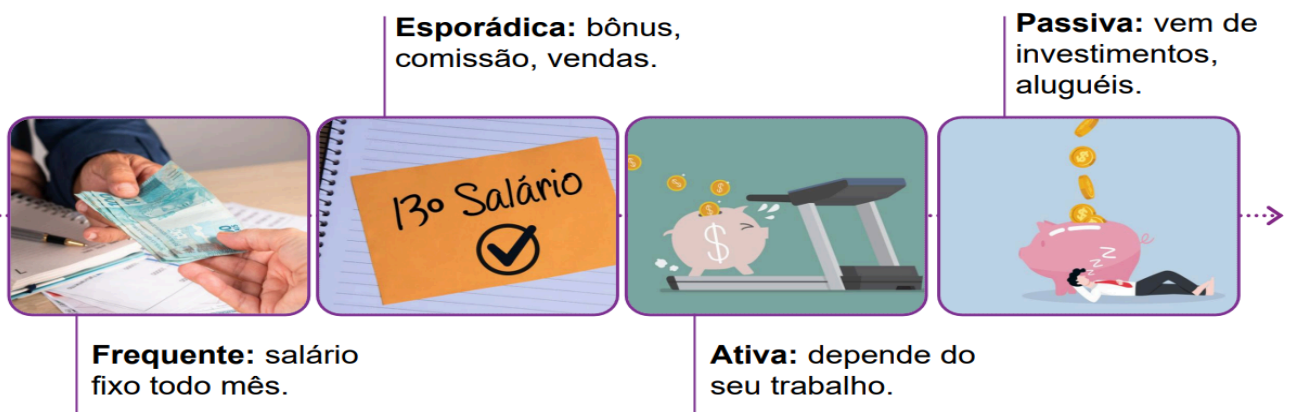 Esporádica: bônus,
comissão, vendas.
Passiva: vem de
investimentos,
aluguéis.
13º Salário
$
Z
Z
Z
Frequente: salário
fixo todo mês.
Ativa: depende do
seu trabalho.